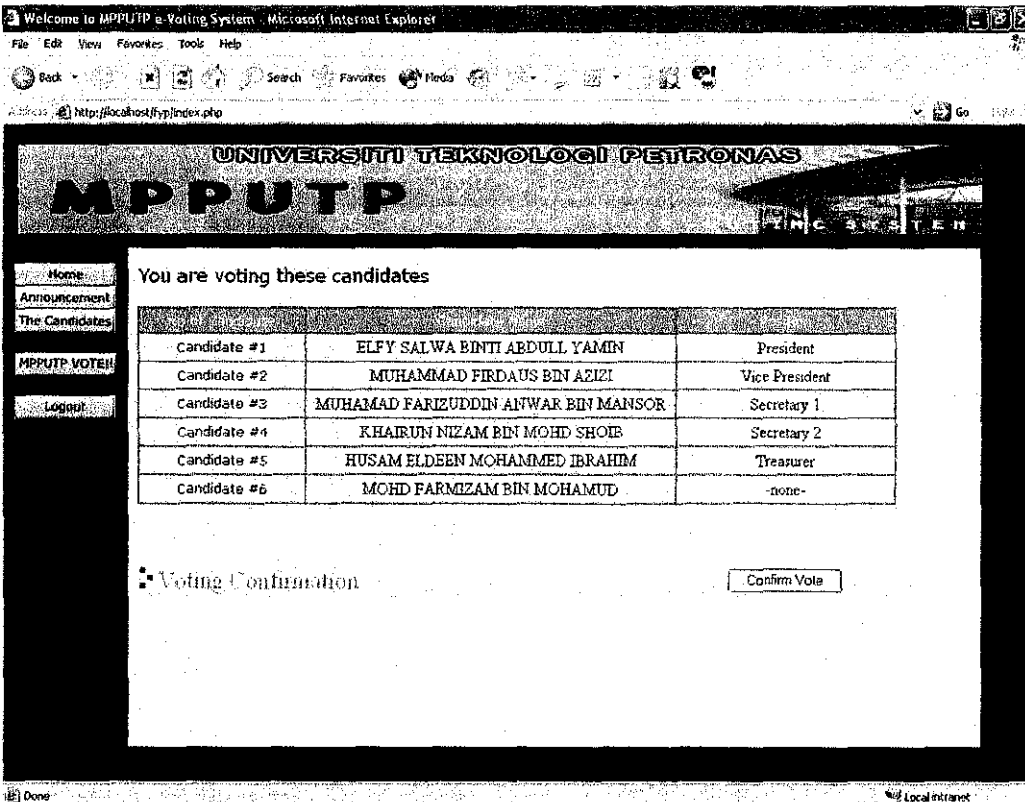 Welcome to MPPUTP e-Voting System - Microsoft Internet Explorer
File Edit View Favorites Tools Help
Back Search Favorites Media
Address http://localhost/fyp/index.php Go
UNIVERSITI TEKNOLOGI PETRONAS
MPPUTP
SYSTEM
Home
Announcement
The Candidates
MPPUTP VOTE!!
Logout
You are voting these candidates
Candidate #1 ELFY SALWA BINTI ABDULL YAMIN President
Candidate #2 MUHAMMAD FIRDAUS BIN AZIZI Vice President
Candidate #3 MUHAMAD FARIZUDDIN ANWAR BIN MANSOR Secretary 1
Candidate #4 KHAIRUN NIZAM BIN MOHD SHOIB Secretary 2
Candidate #5 HUSAM ELDEEN MOHAMMED IBRAHIM Treasurer
Candidate #6 MOHD FARMIZAM BIN MOHAMUD -none-
Voting Confirmation Confirm Vote
Done Local intranet